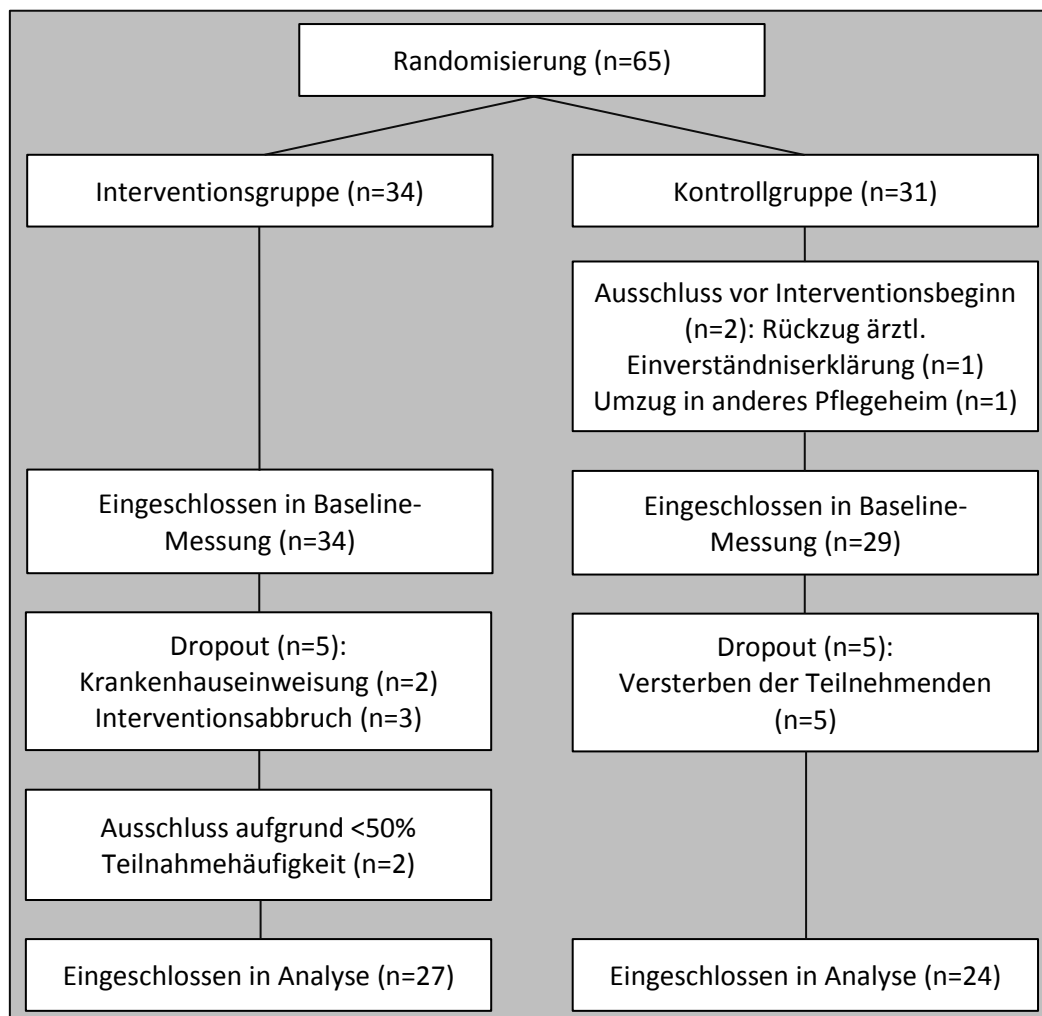 Randomisierung (n=65)
Interventionsgruppe (n=34)
Kontrollgruppe (n=31)
Ausschluss vor Interventionsbeginn
(n=2): Rückzug ärztl.
Einverständniserklärung (n=1)
Umzug in anderes Pflegeheim (n=1)
Eingeschlossen in Baseline-
Messung (n=34)
Eingeschlossen in Baseline-
Messung (n=29)
Dropout (n=5):
Krankenhauseinweisung (n=2)
Interventionsabbruch (n=3)
Dropout (n=5):
Versterben der Teilnehmenden
(n=5)
Ausschluss aufgrund <50%
Teilnahmehäufigkeit (n=2)
Eingeschlossen in Analyse (n=27)
Eingeschlossen in Analyse (n=24)